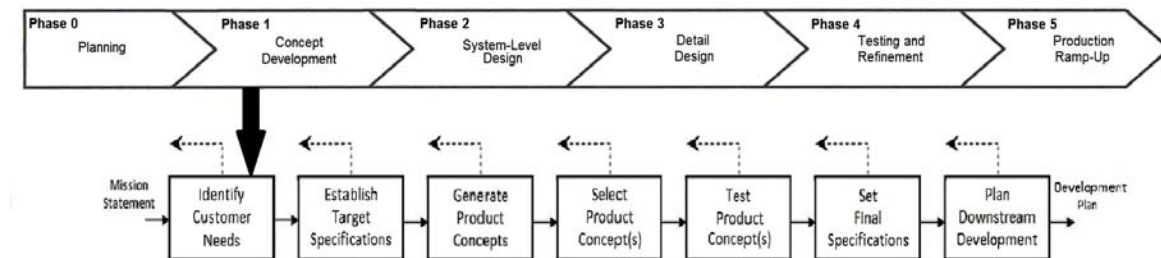 Phase 0
Planning
Phase 1
Concept
Development
Phase 2
System-Level
Design
Phase 3
Detail
Design
Phase 4
Testing and
Refinement
Phase 5
Production
Ramp-Up
Mission
Statement
Identify
Customer
Needs
Establish
Target
Specifications
Generate
Product
Concepts
Select
Product
Concept(s)
Test
Product
Concept(s)
Set
Final
Specifications
Plan
Downstream
Development
Development
Plan